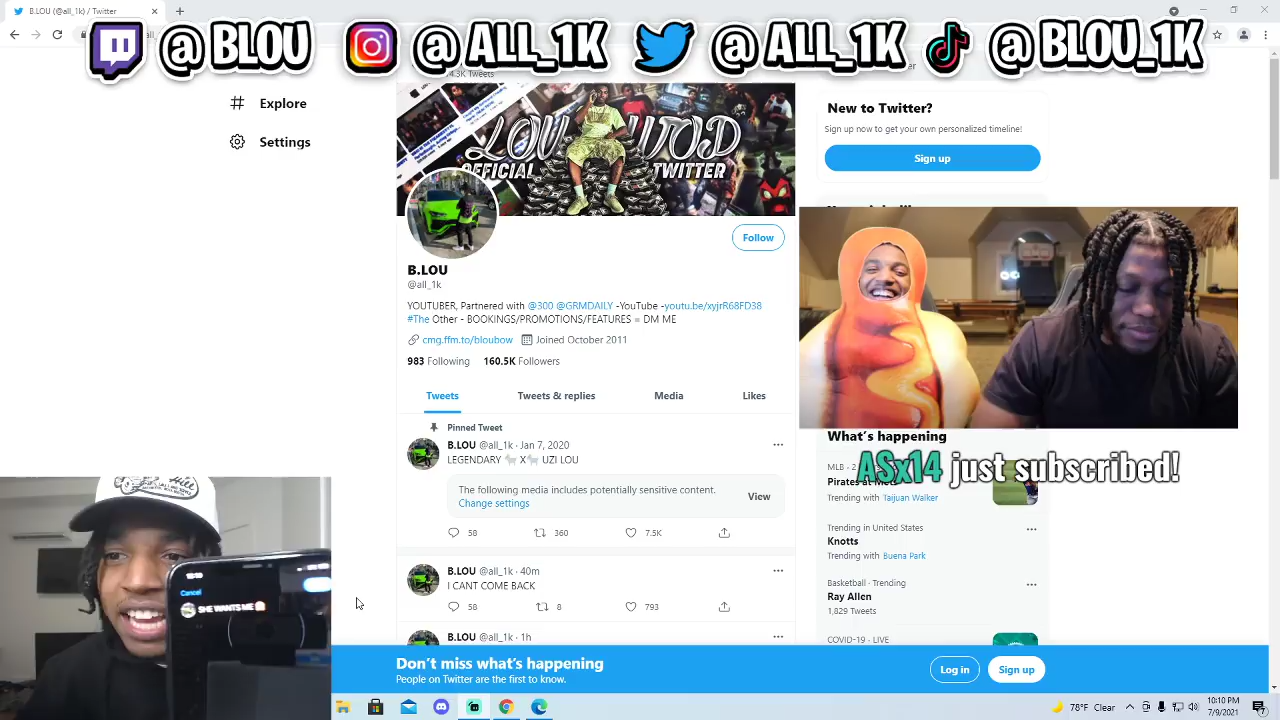 B.LOU (@all_1k) / Twitter
@BLOU
@ALL_1K
@ALL_1K
@BLOU_1K
4.3K Tweets
Explore
Settings
LOU
OFFICIAL
TWITTER
Follow
B.LOU
@all_1k
YOUTUBER, Partnered with @300 @GRMDAILY -YouTube -youtu.be/xyjrR68FD38
#The Other - BOOKINGS/PROMOTIONS/FEATURES = DM ME
cmg.ffm.to/bloubow
Joined October 2011
983 Following
160.5K Followers
Tweets
Tweets & replies
Media
Likes
Pinned Tweet
B.LOU @all_1k · Jan 7, 2020
LEGENDARY 🐐 X🐐 UZI LOU
The following media includes potentially sensitive content.
Change settings
View
58
360
7.5K
B.LOU @all_1k · 40m
I CANT COME BACK
58
8
793
B.LOU @all_1k · 1h
New to Twitter?
Sign up now to get your own personalized timeline!
Sign up
What's happening
ASx14 just subscribed!
Trending with Taijuan Walker
Trending in United States
Knotts
Trending with Buena Park
Basketball · Trending
Ray Allen
1,829 Tweets
COVID-19 · LIVE
Cancel
SHE WANTS ME
Don't miss what's happening
People on Twitter are the first to know.
Log in
Sign up
78°F Clear
10:10 PM
7/9/2021